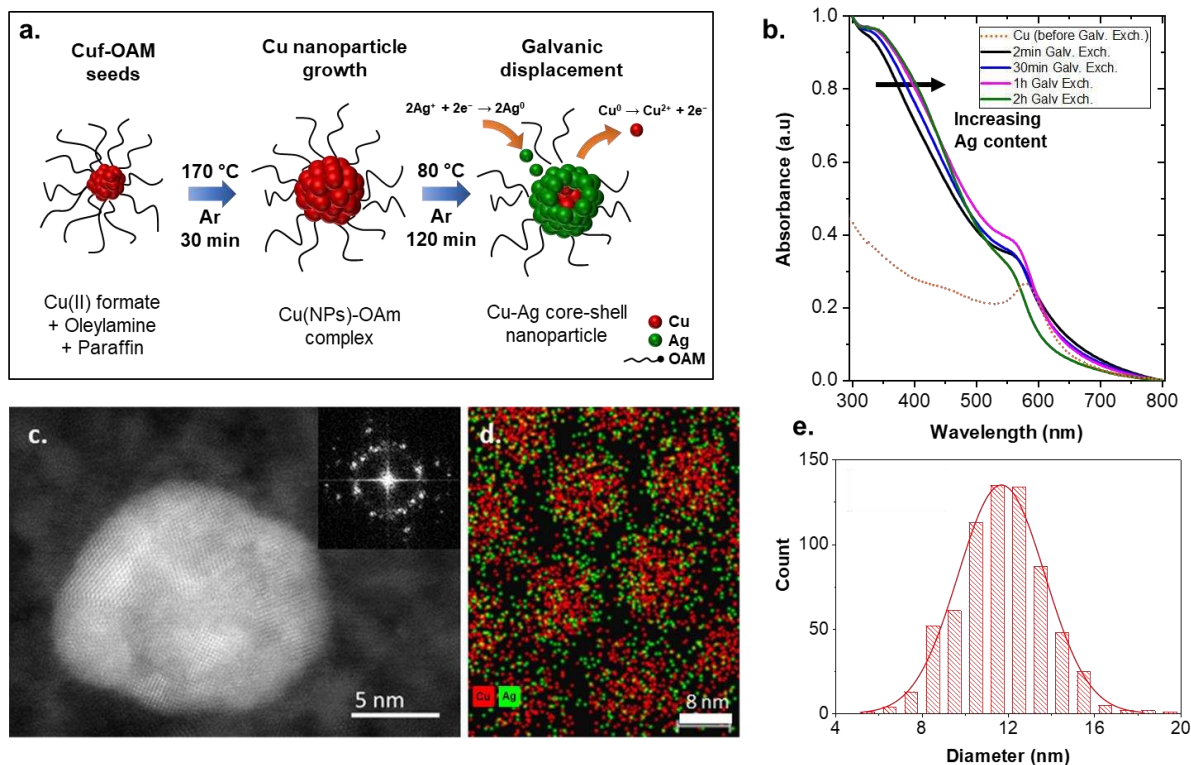 a.
Cuf-OAM
seeds
Cu nanoparticle
growth
Galvanic
displacement
2Ag⁺ + 2e⁻ → 2Ag⁰
Cu⁰ → Cu²⁺ + 2e⁻
170 °C
Ar
30 min
80 °C
Ar
120 min
Cu(II) formate
+ Oleylamine
+ Paraffin
Cu(NPs)-OAm
complex
Cu-Ag core-shell
nanoparticle
Cu
Ag
OAM
b.
Absorbance (a.u)
1.0
0.8
0.6
0.4
0.2
0.0
Cu (before Galv. Exch.)
2min Galv. Exch.
30min Galv. Exch.
1h Galv. Exch.
2h Galv Exch.
Increasing
Ag content
300 400 500 600 700 800
Wavelength (nm)
c.
5 nm
d.
Cu Ag
8 nm
e.
Count
150
100
50
0
4 8 12 16 20
Diameter (nm)